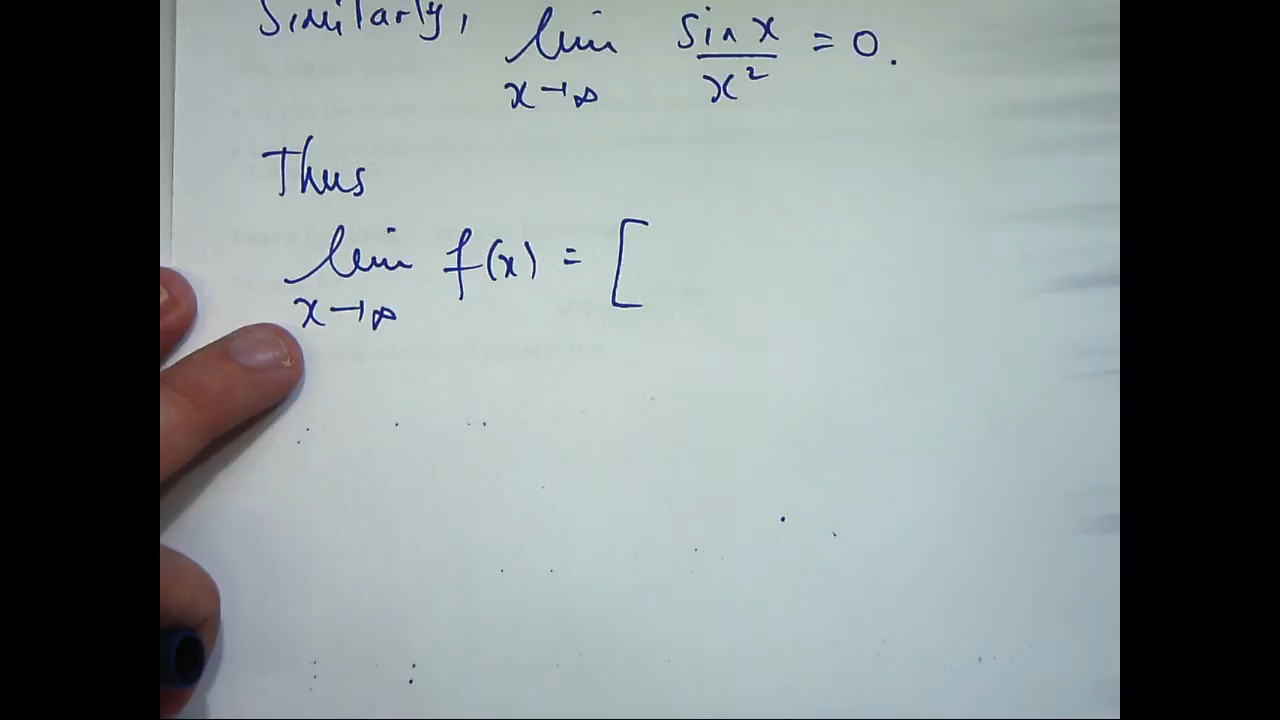 Similarly, lim x→∞ sin x / x² = 0.
Thus
lim x→∞ f(x) = [